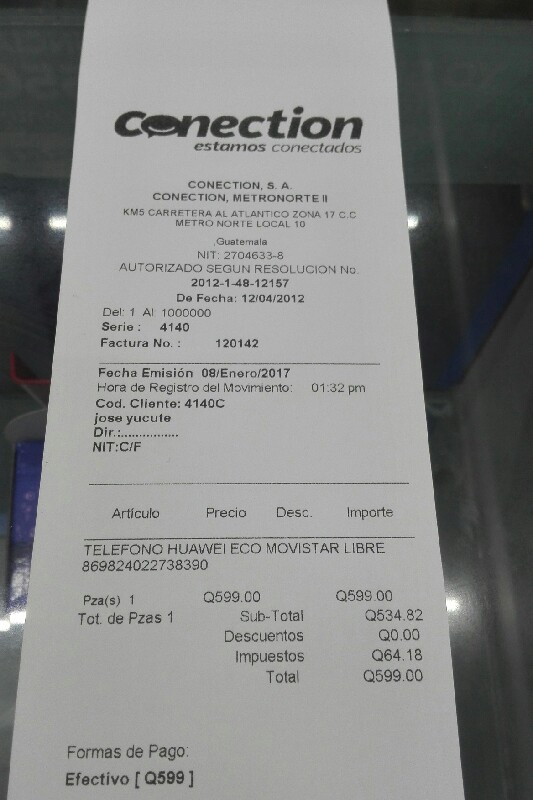 Conection
estamos conectados
CONECTION, S. A.
CONECTION, METRONORTE II
KM5 CARRETERA AL ATLANTICO ZONA 17 C.C
METRO NORTE LOCAL 10
,Guatemala
NIT: 2704633-8
AUTORIZADO SEGUN RESOLUCION No.
2012-1-48-12157
De Fecha: 12/04/2012
Del: 1 Al: 1000000
Serie : 4140
Factura No. : 120142
Fecha Emisión 08/Enero/2017
Hora de Registro del Movimiento: 01:32 pm
Cod. Cliente: 4140C
jose yucute
Dir.:...............
NIT:C/F
Artículo Precio Desc. Importe
TELEFONO HUAWEI ECO MOVISTAR LIBRE
869824022738390
Pza(s) 1 Q599.00 Q599.00
Tot. de Pzas 1 Sub-Total Q534.82
Descuentos Q0.00
Impuestos Q64.18
Total Q599.00
Formas de Pago:
Efectivo [ Q599 ]